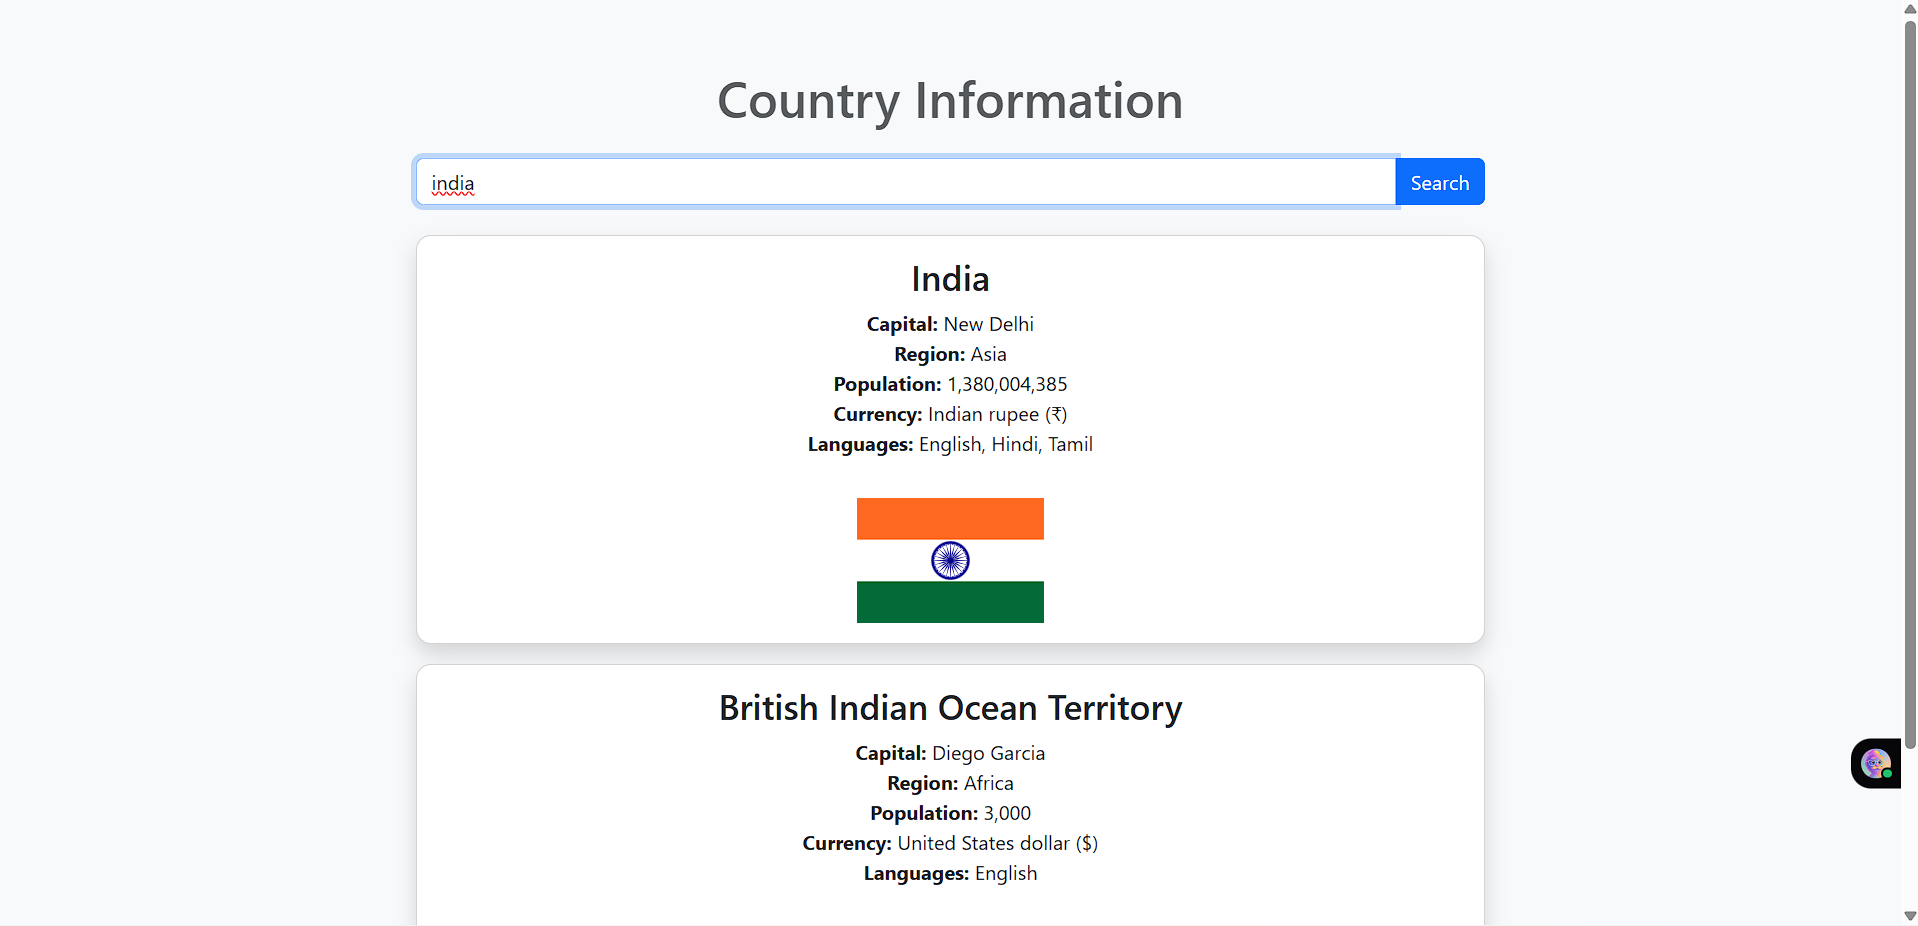 Country Information
india
Search
India
Capital: New Delhi
Region: Asia
Population: 1,380,004,385
Currency: Indian rupee (₹)
Languages: English, Hindi, Tamil
British Indian Ocean Territory
Capital: Diego Garcia
Region: Africa
Population: 3,000
Currency: United States dollar ($)
Languages: English